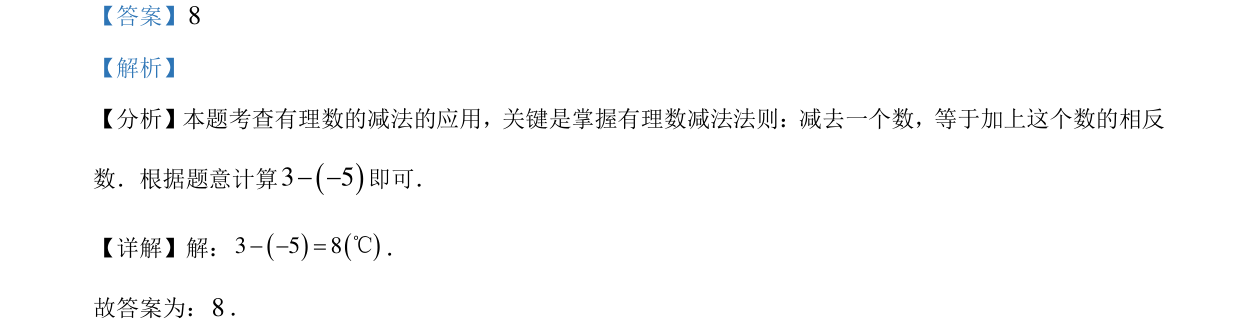 【答案】8
【解析】
【分析】本题考查有理数的减法的应用，关键是掌握有理数减法法则：减去一个数，等于加上这个数的相反
数．根据题意计算3−(−5)即可．
【详解】解：3−(−5)=8(℃)．
故答案为：8．